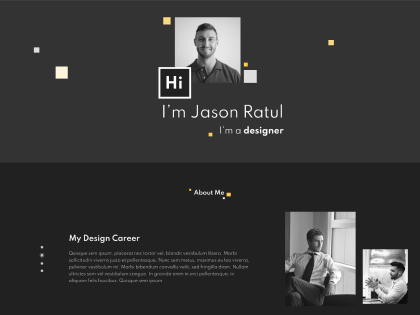 Hi
I'm Jason Ratul
I'm a designer
About Me
My Design Career
Quisque sem ipsum, placerat nec tortor vel, blandit vestibulum libero. Morbi
sollicitudin viverra justo et pellentesque. Nunc sem metus, maximus eu leo viverra,
pulvinar vestibulum mi. Morbi bibendum convallis velit, sed fringilla diam. Nullam
ultricies sem vel vestibulum congue. In gravida enim in orci pellentesque, in
aliquam felis faucibus. Quisque sem ipsum